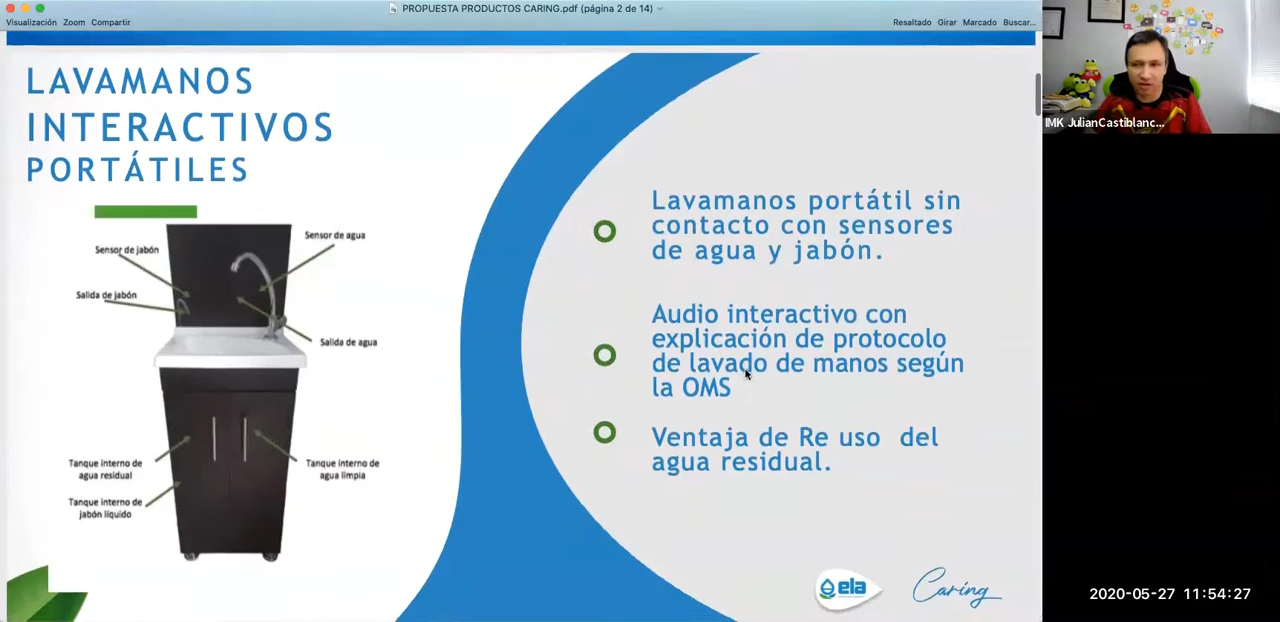 PROPUESTA PRODUCTOS CARING.pdf (página 2 de 14)
Visualización Zoom Compartir
Resaltado Girar Marcado Buscar...
LAVAMANOS
INTERACTIVOS
PORTÁTILES
Sensor de jabón
Sensor de agua
Salida de jabón
Salida de agua
Tanque interno de
agua residual
Tanque interno de
agua limpia
Tanque interno de
jabón líquido
Lavamanos portátil sin
contacto con sensores
de agua y jabón.
Audio interactivo con
explicación de protocolo
de lavado de manos según
la OMS
Ventaja de Re uso del
agua residual.
ela
Caring
IMK JulianCastiblanc...
2020-05-27 11:54:27